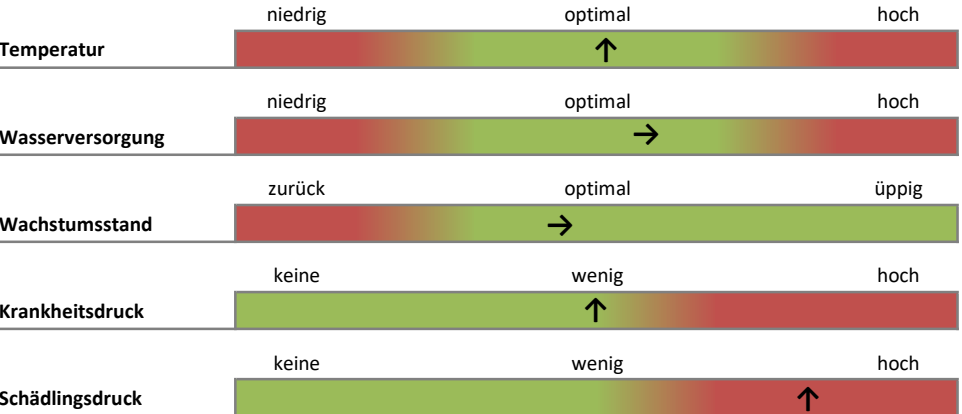 niedrig optimal hoch
Temperatur ↑
niedrig optimal hoch
Wasserversorgung →
zurück optimal üppig
Wachstumsstand →
keine wenig hoch
Krankheitsdruck ↑
keine wenig hoch
Schädlingsdruck ↑